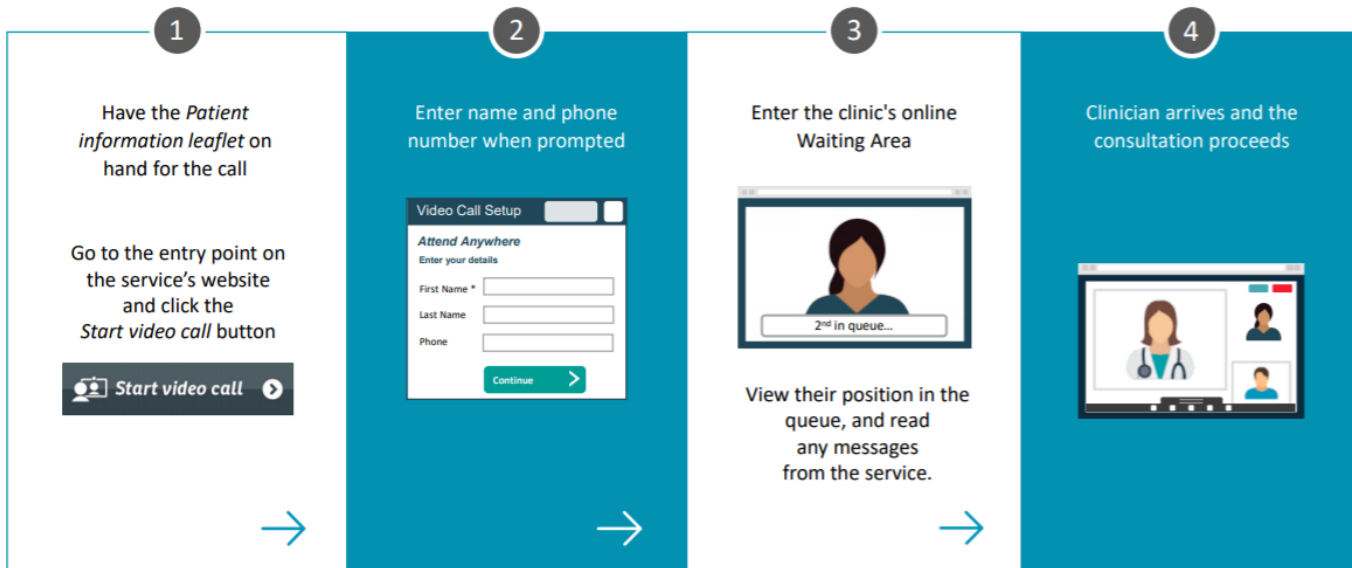 1
Have the Patient
information leaflet on
hand for the call
Go to the entry point on
the service's website
and click the
Start video call button
Start video call
2
Enter name and phone
number when prompted
Video Call Setup
Attend Anywhere
Enter your details
First Name *
Last Name
Phone
Continue
3
Enter the clinic's online
Waiting Area
2nd in queue...
View their position in the
queue, and read
any messages
from the service.
4
Clinician arrives and the
consultation proceeds